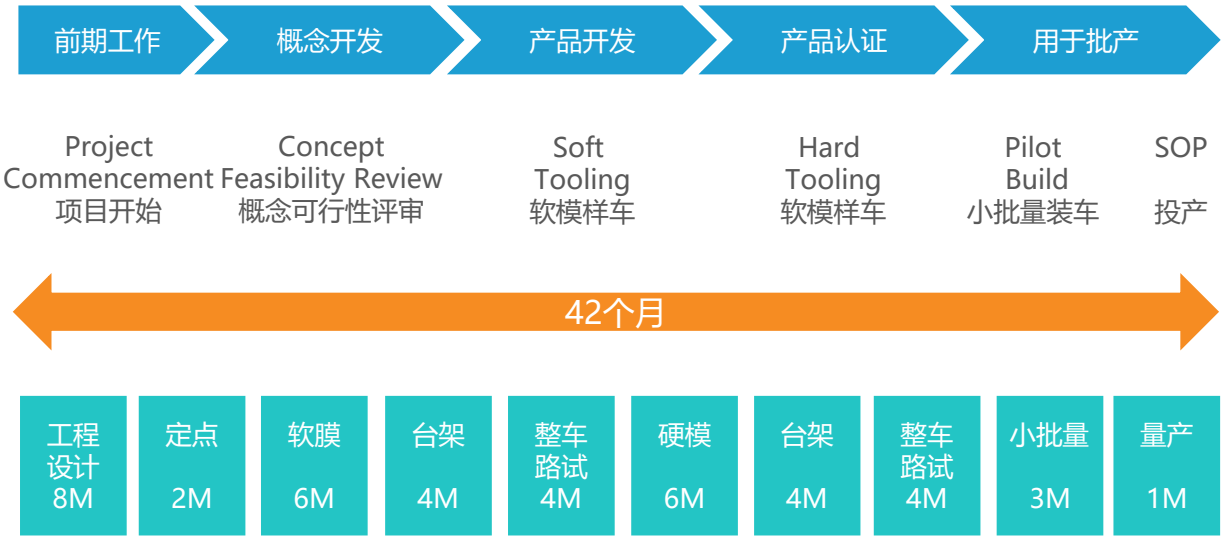 前期工作
概念开发
产品开发
产品认证
用于批产
Project
Commencement
项目开始
Concept
Feasibility Review
概念可行性评审
Soft
Tooling
软模样车
Hard
Tooling
软模样车
Pilot
Build
小批量装车
SOP
投产
42个月
工程
设计
8M
定点
2M
软膜
6M
台架
4M
整车
路试
4M
硬模
6M
台架
4M
整车
路试
4M
小批量
3M
量产
1M